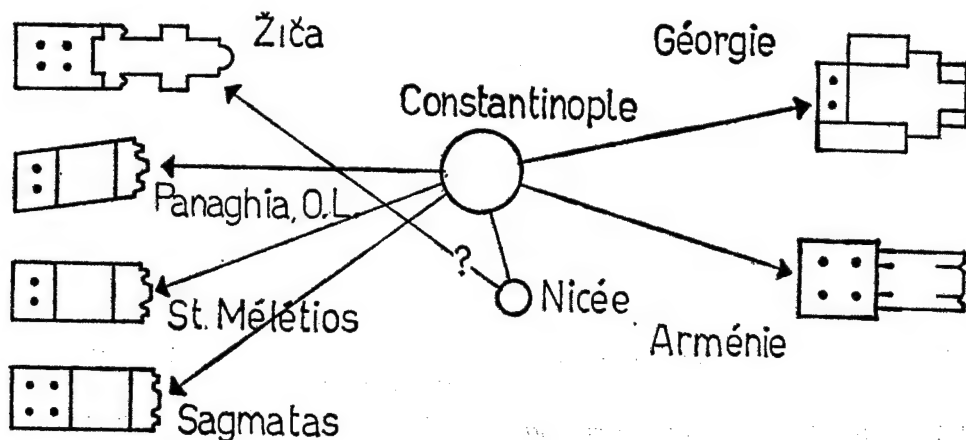 Žiča
Géorgie
Constantinople
Panaghia, O.L.
?
Nicée
St. Mélétios
Arménie
Sagmatas